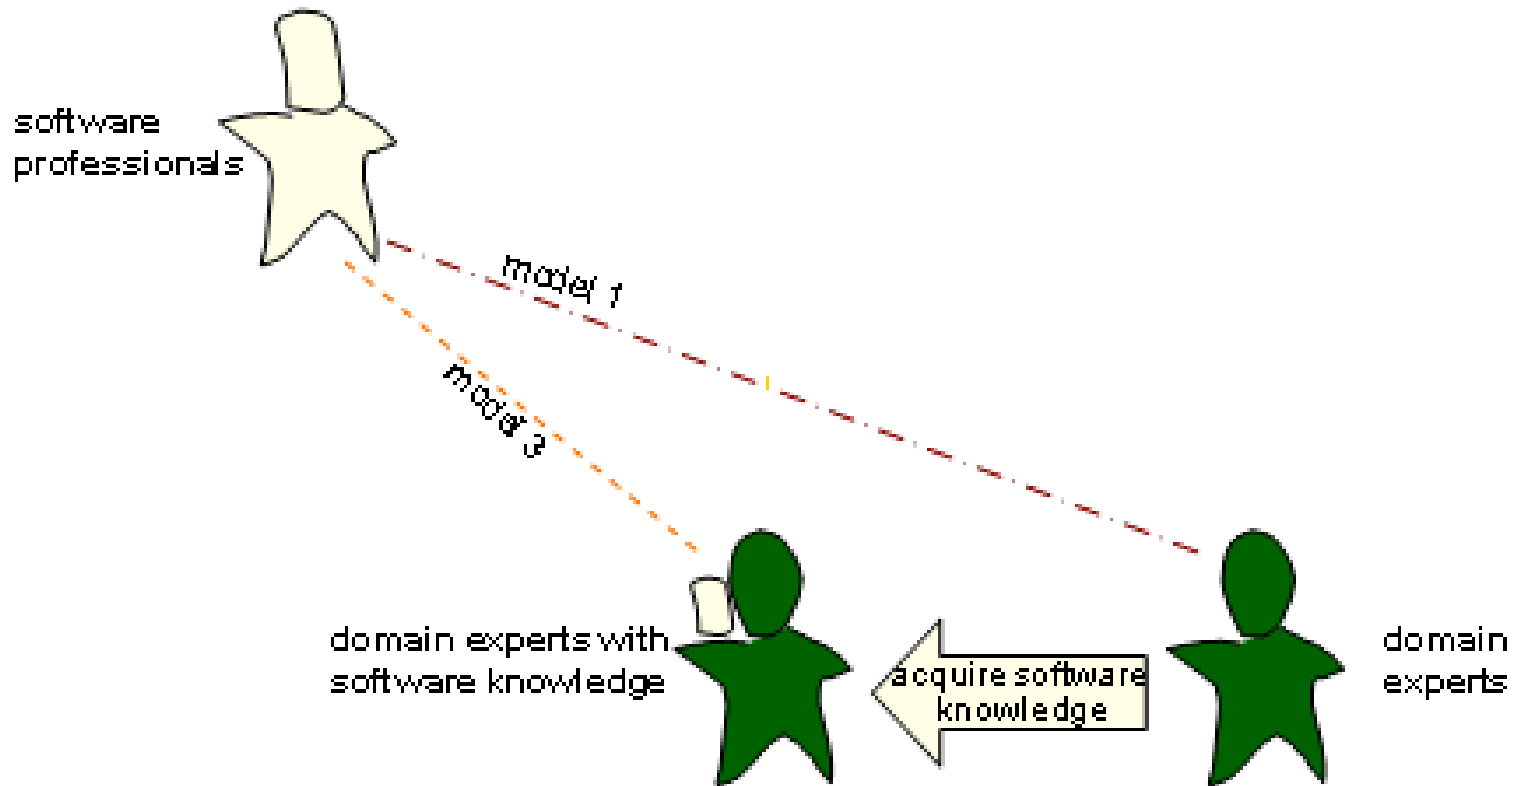 software
professionals
model 1
model 3
domain experts with
software knowledge
acquire software
knowledge
domain
experts